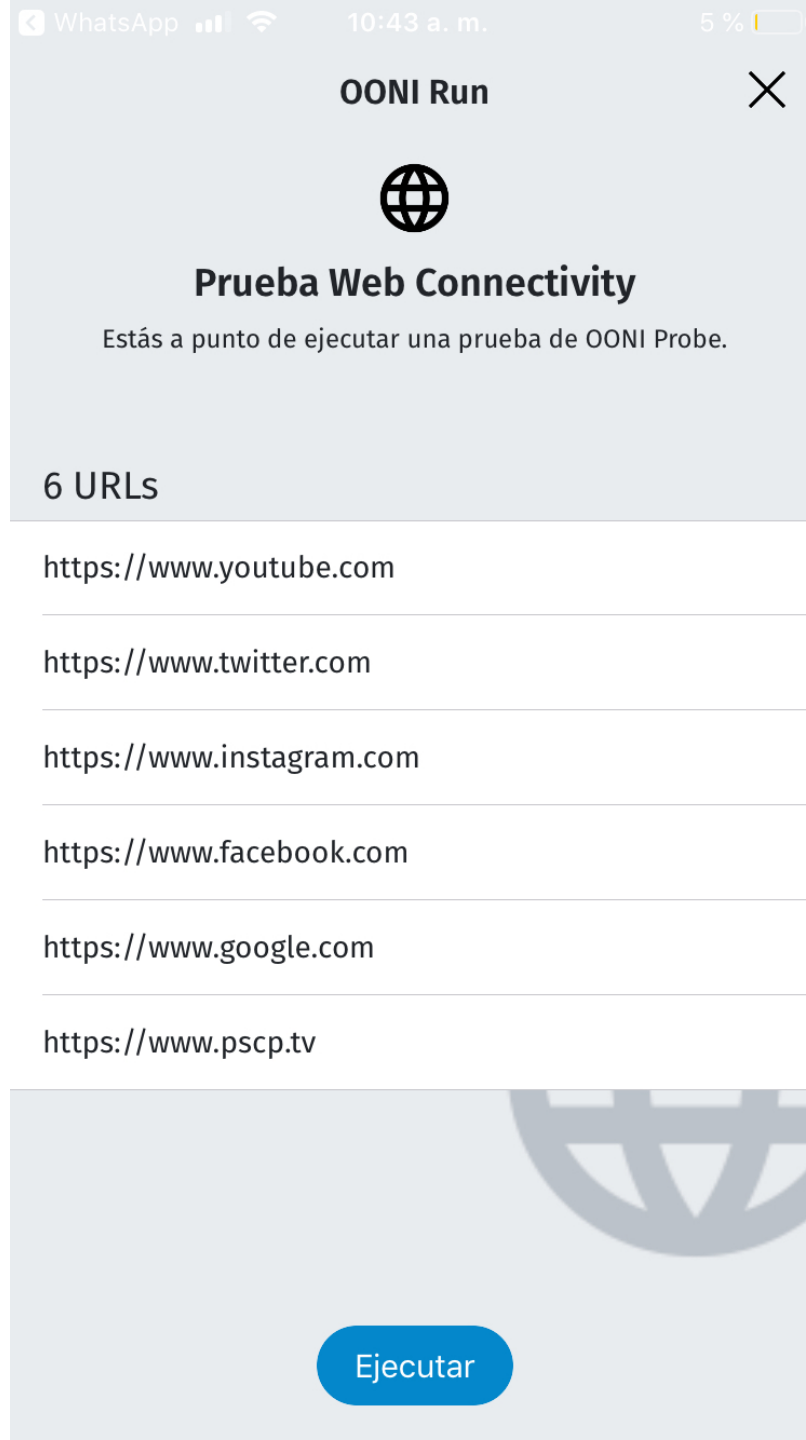 WhatsApp 10:43 a. m. 5 %
OONI Run
Prueba Web Connectivity
Estás a punto de ejecutar una prueba de OONI Probe.
6 URLs
https://www.youtube.com
https://www.twitter.com
https://www.instagram.com
https://www.facebook.com
https://www.google.com
https://www.pscp.tv
Ejecutar